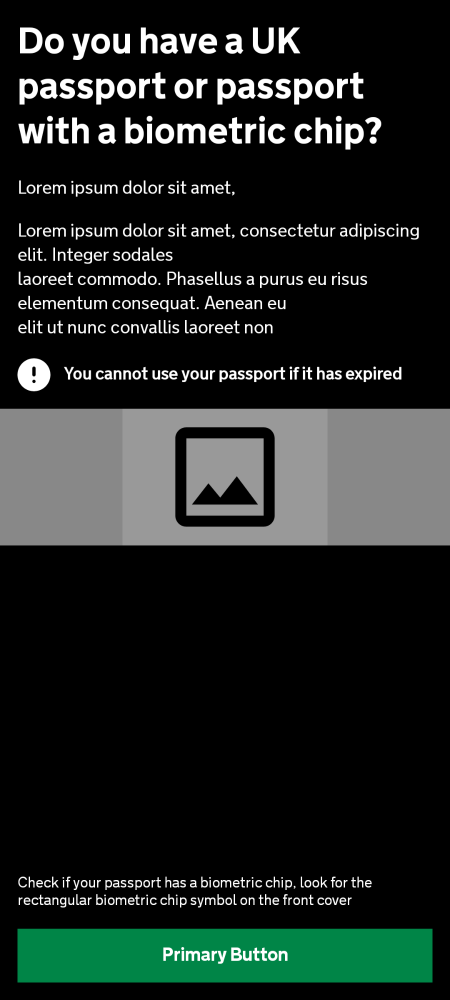 Do you have a UK
passport or passport
with a biometric chip?
Lorem ipsum dolor sit amet,
Lorem ipsum dolor sit amet, consectetur adipiscing
elit. Integer sodales
laoreet commodo. Phasellus a purus eu risus
elementum consequat. Aenean eu
elit ut nunc convallis laoreet non
! You cannot use your passport if it has expired
Check if your passport has a biometric chip, look for the
rectangular biometric chip symbol on the front cover
Primary Button